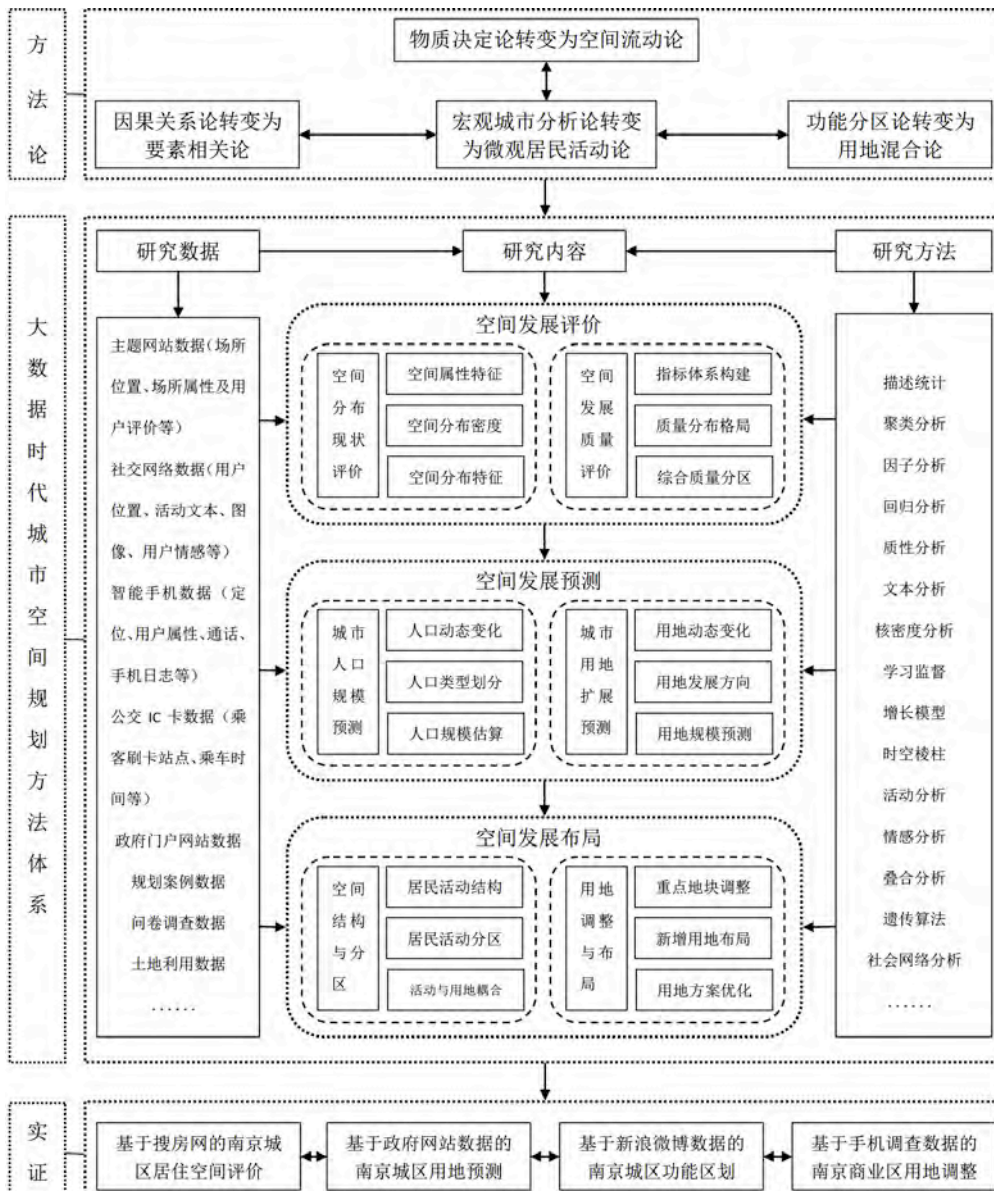 方法论
物质决定论转变为空间流动论
因果关系论转变为
要素相关论
宏观城市分析论转变
为微观居民活动论
功能分区论转变为
用地混合论
大数据时代城市空间规划方法体系
研究数据
研究内容
研究方法
主题网站数据（场所
位置、场所属性及用
户评价等）
社交网络数据（用户
位置、活动文本、图
像、用户情感等）
智能手机数据（定
位、用户属性、通话、
手机日志等）
公交 IC 卡数据（乘
客刷卡站点、乘车时
间等）
政府门户网站数据
规划案例数据
问卷调查数据
土地利用数据
......
空间发展评价
空间
分布
现状
评价
空间属性特征
空间分布密度
空间分布特征
空间
发展
质量
评价
指标体系构建
质量分布格局
综合质量分区
空间发展预测
城市
人口
规模
预测
人口动态变化
人口类型划分
人口规模估算
城市
用地
扩展
预测
用地动态变化
用地发展方向
用地规模预测
空间发展布局
空间
结构
与分
区
居民活动结构
居民活动分区
活动与用地耦合
用地
调整
与布
局
重点地块调整
新增用地布局
用地方案优化
描述统计
聚类分析
因子分析
回归分析
质性分析
文本分析
核密度分析
学习监督
增长模型
时空棱柱
活动分析
情感分析
叠合分析
遗传算法
社会网络分析
......
实证
基于搜房网的南京城
区居住空间评价
基于政府网站数据的
南京城区用地预测
基于新浪微博数据的
南京城区功能区划
基于手机调查数据的
南京商业区用地调整